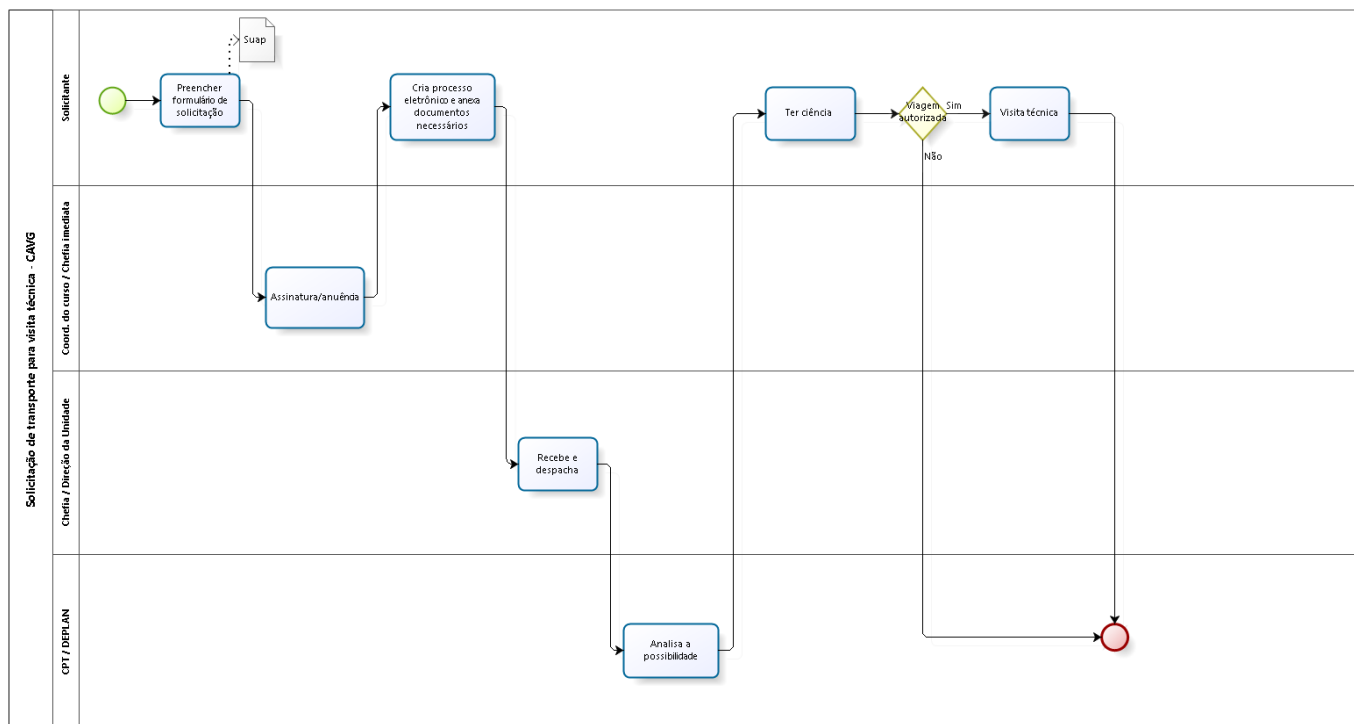 Solicitação de transporte para visita técnica - CAVG
Solicitante
Suap
Preencher
formulário de
solicitação
Cria processo
eletrônico e anexa
documentos
necessários
Ter ciência
Viagem
autorizada
Sim
Não
Visita técnica
Coord. do curso / Chefia imediata
Assinatura/anuência
Chefia / Direção da Unidade
Recebe e
despacha
CPT / DEPLAN
Analisa a
possibilidade